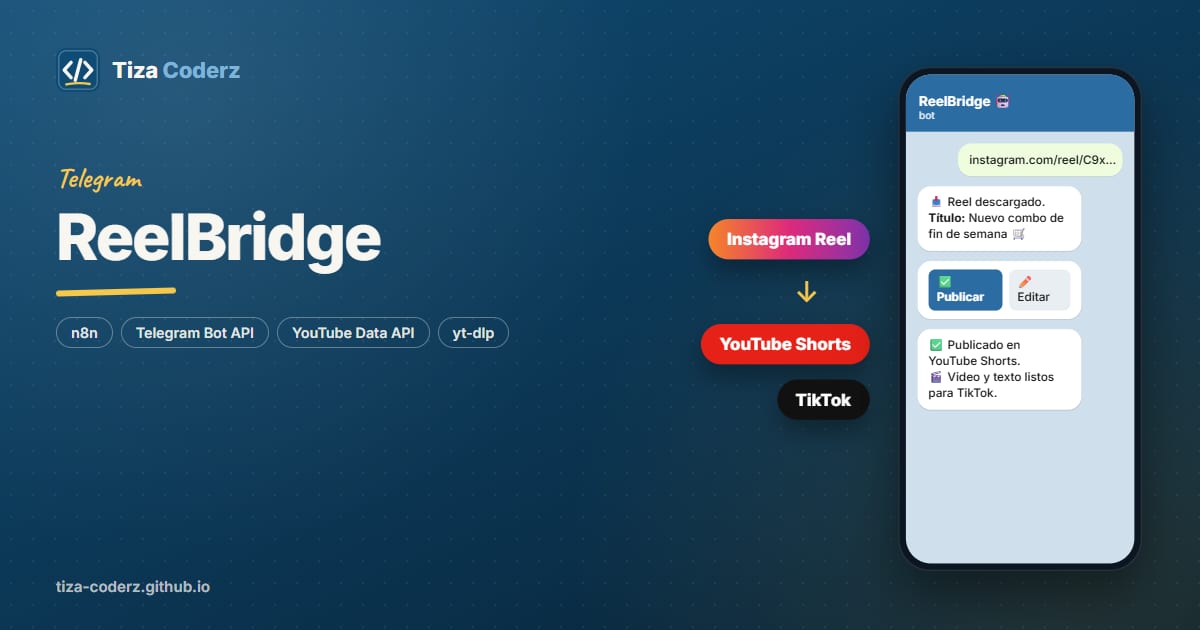 Tiza Coderz
Telegram
ReelBridge
n8n
Telegram Bot API
YouTube Data API
yt-dlp
tiza-coderz.github.io
Instagram Reel
↓
YouTube Shorts
TikTok
ReelBridge 🤖
bot
instagram.com/reel/C9x...
📥 Reel descargado.
Título: Nuevo combo de
fin de semana 🛒
✅
Publicar
✏️
Editar
✅ Publicado en
YouTube Shorts.
🎬 Video y texto listos
para TikTok.